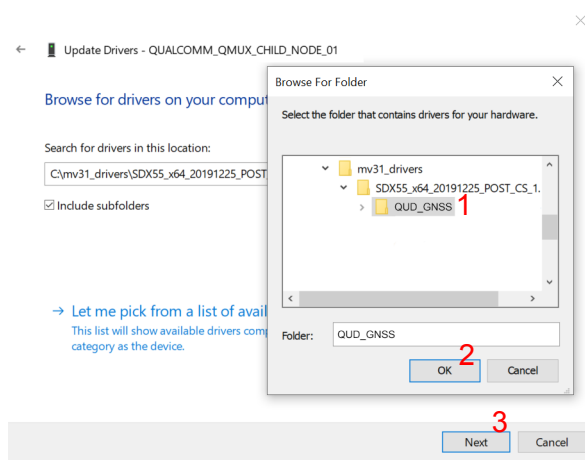 Update Drivers - QUALCOMM_QMUX_CHILD_NODE_01
Browse for drivers on your comput
Search for drivers in this location:
C:\mv31_drivers\SDX55_x64_20191225_POST_
Include subfolders
→ Let me pick from a list of avail
This list will show available drivers comp
category as the device.
Browse For Folder
Select the folder that contains drivers for your hardware.
mv31_drivers
SDX55_x64_20191225_POST_CS_1.
QUD_GNSS 1
Folder: QUD_GNSS
2
OK Cancel
3
Next Cancel